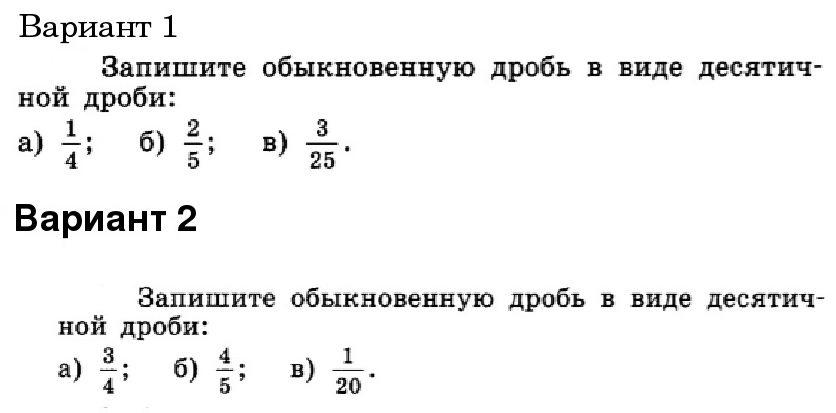 Вариант 1
Запишите обыкновенную дробь в виде десятич-
ной дроби:
а) 1/4; б) 2/5; в) 3/25.
Вариант 2
Запишите обыкновенную дробь в виде десятич-
ной дроби:
а) 3/4; б) 4/5; в) 1/20.